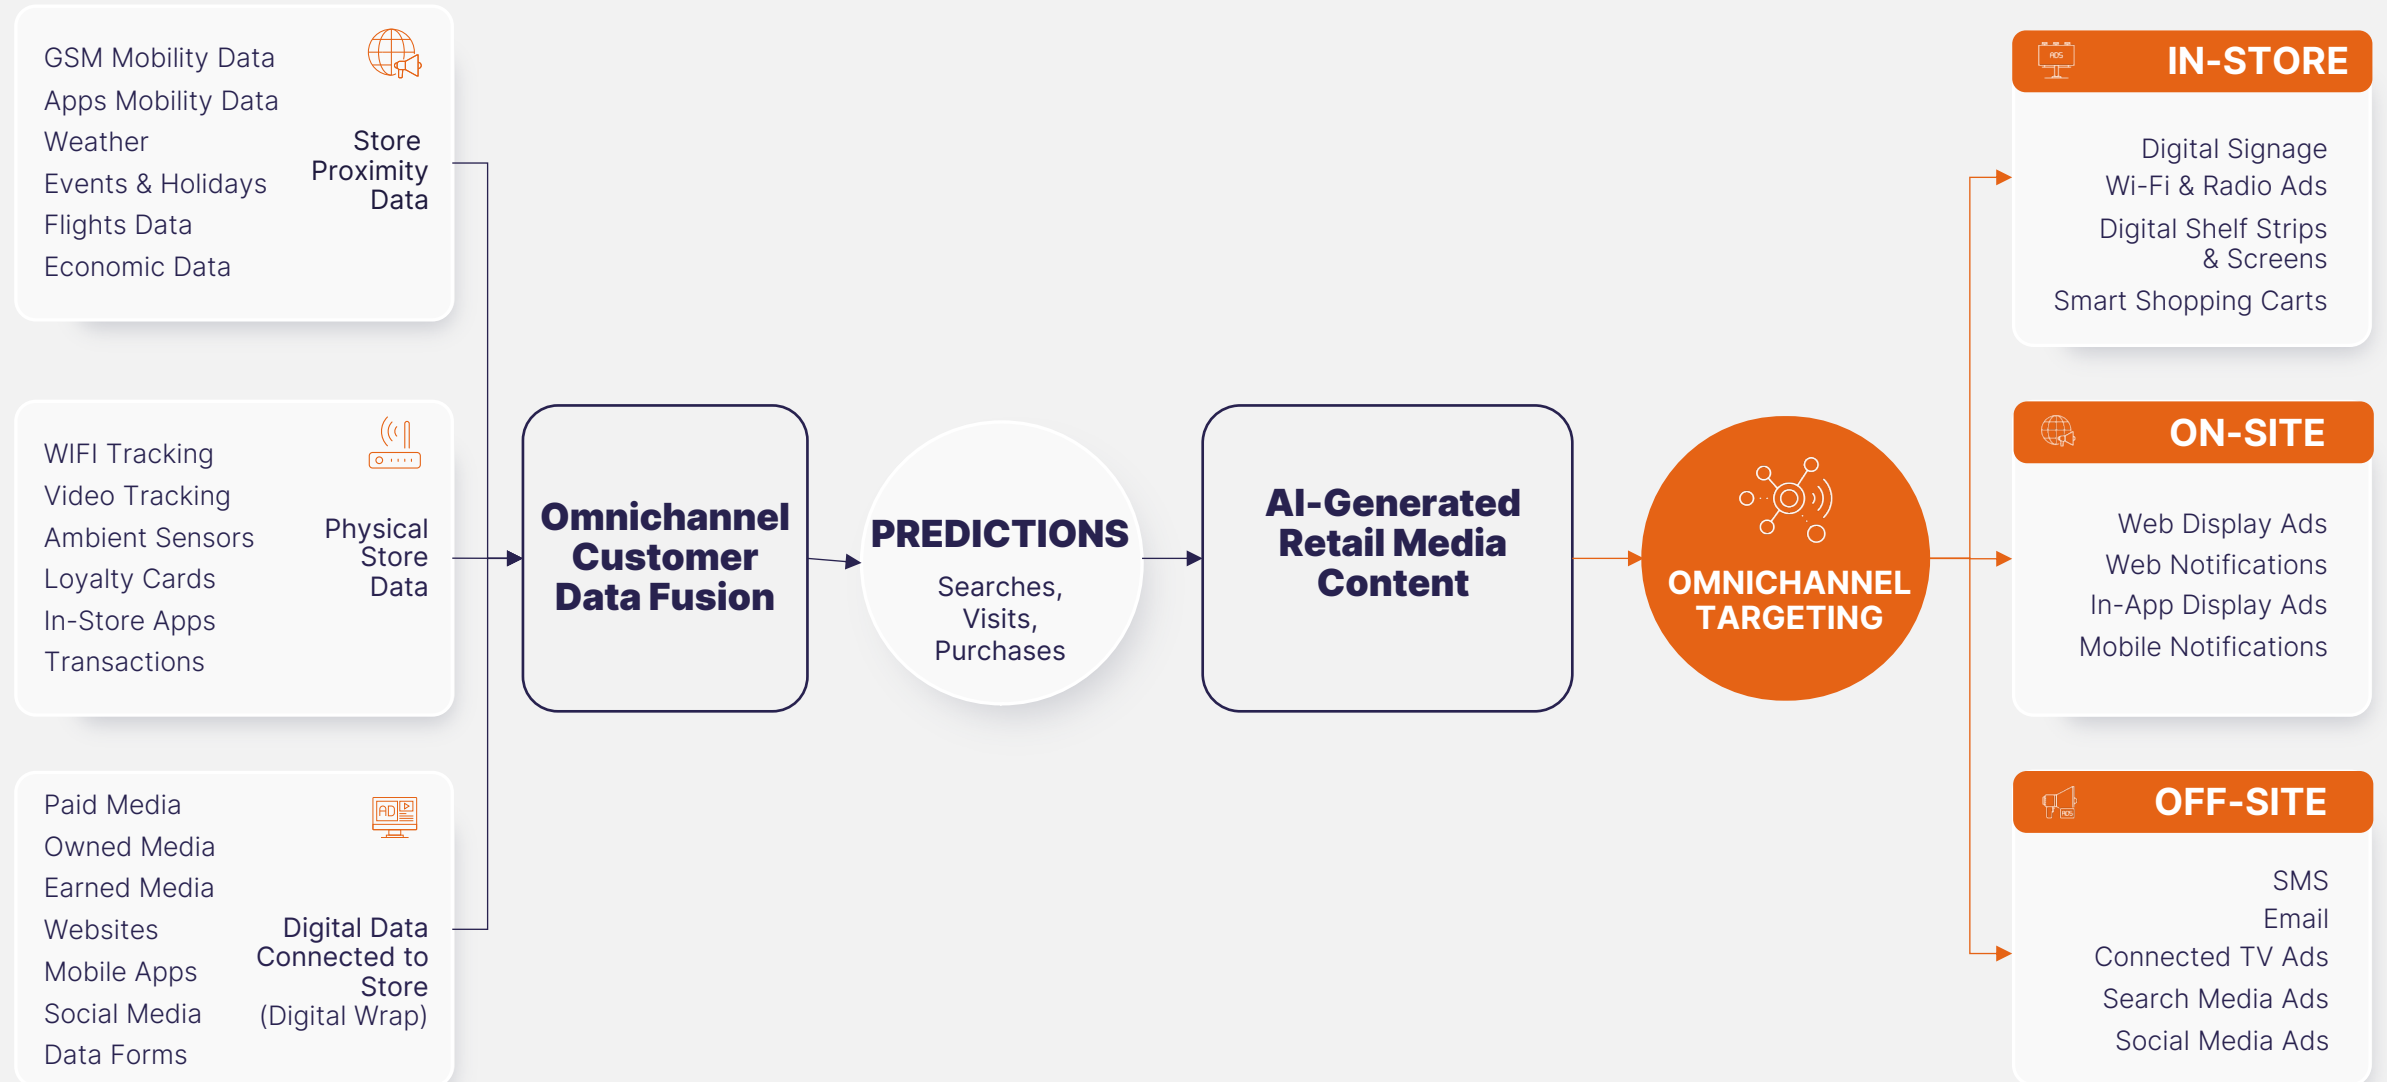 GSM Mobility Data
Apps Mobility Data
Weather
Events & Holidays
Flights Data
Economic Data
Store
Proximity
Data
WIFI Tracking
Video Tracking
Ambient Sensors
Loyalty Cards
In-Store Apps
Transactions
Physical
Store
Data
Paid Media
Owned Media
Earned Media
Websites
Mobile Apps
Social Media
Data Forms
AD
Digital Data
Connected to
Store
(Digital Wrap)
Omnichannel
Customer
Data Fusion
PREDICTIONS
Searches,
Visits,
Purchases
AI-Generated
Retail Media
Content
OMNICHANNEL
TARGETING
ADS
IN-STORE
Digital Signage
Wi-Fi & Radio Ads
Digital Shelf Strips
& Screens
Smart Shopping Carts
ON-SITE
Web Display Ads
Web Notifications
In-App Display Ads
Mobile Notifications
ADS
OFF-SITE
SMS
Email
Connected TV Ads
Search Media Ads
Social Media Ads